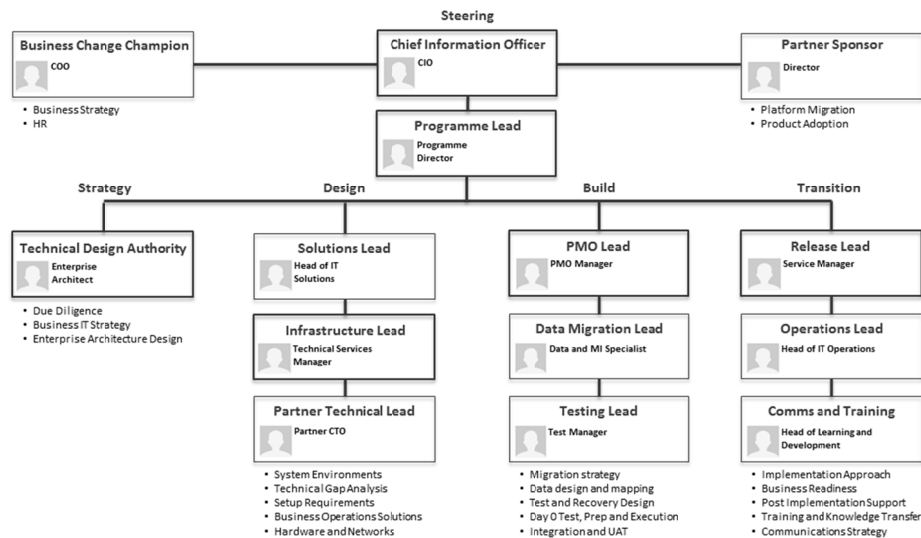 Steering
Business Change Champion
COO
• Business Strategy
• HR
Chief Information Officer
CIO
Partner Sponsor
Director
• Platform Migration
• Product Adoption
Programme Lead
Programme
Director
Strategy
Technical Design Authority
Enterprise
Architect
• Due Diligence
• Business IT Strategy
• Enterprise Architecture Design
Design
Solutions Lead
Head of IT
Solutions
Infrastructure Lead
Technical Services
Manager
Partner Technical Lead
Partner CTO
• System Environments
• Technical Gap Analysis
• Setup Requirements
• Business Operations Solutions
• Hardware and Networks
Build
PMO Lead
PMO Manager
Data Migration Lead
Data and MI Specialist
Testing Lead
Test Manager
• Migration strategy
• Data design and mapping
• Test and Recovery Design
• Day 0 Test, Prep and Execution
• Integration and UAT
Transition
Release Lead
Service Manager
Operations Lead
Head of IT Operations
Comms and Training
Head of Learning and
Development
• Implementation Approach
• Business Readiness
• Post Implementation Support
• Training and Knowledge Transfer
• Communications Strategy